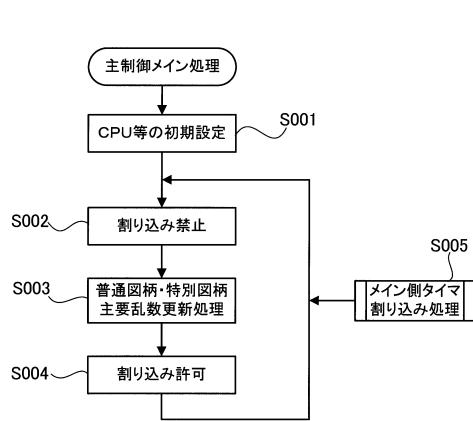 主制御メイン処理
CPU等の初期設定
S001
S002
割り込み禁止
S005
S003
普通図柄・特別図柄
主要乱数更新処理
メイン側タイマ
割り込み処理
S004
割り込み許可